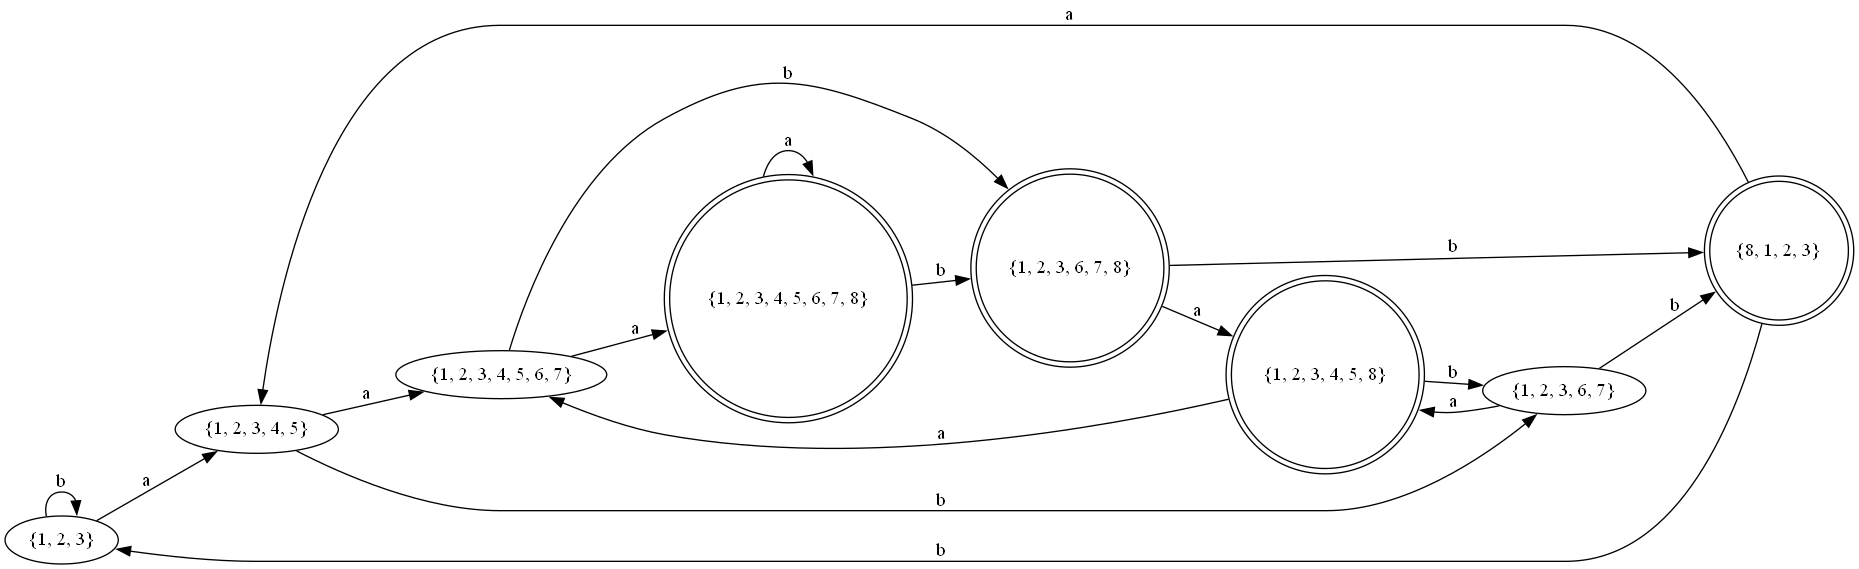 a
b
a
b
{1, 2, 3, 6, 7, 8}
b
{8, 1, 2, 3}
b
a
{1, 2, 3, 4, 5, 6, 7, 8}
a
b
a
{1, 2, 3, 4, 5, 6, 7}
{1, 2, 3, 4, 5, 8}
b
{1, 2, 3, 6, 7}
a
a
{1, 2, 3, 4, 5}
a
b
a
b
{1, 2, 3}
b